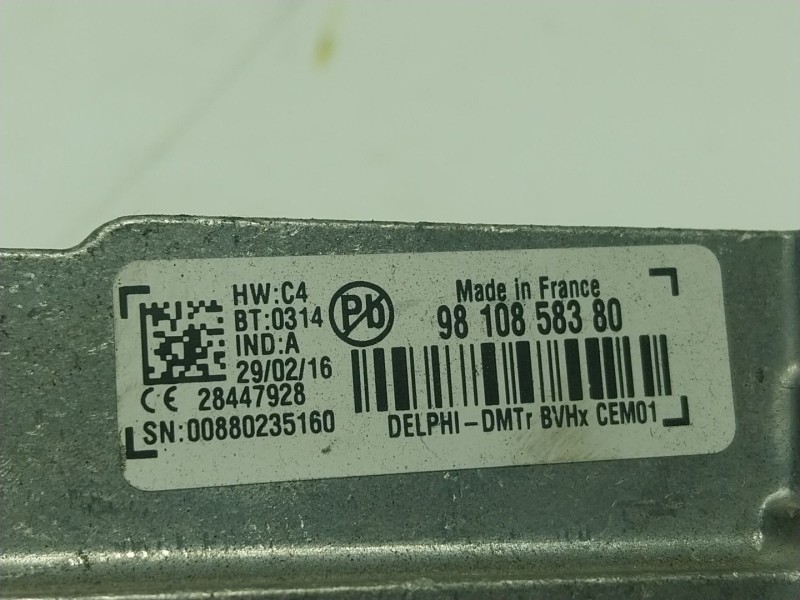 HW:C4
BT:0314
IND:A
29/02/16
CE 28447928
SN:00880235160
Pb
Made in France
98 108 583 80
DELPHI-DMTr BVHx CEM01